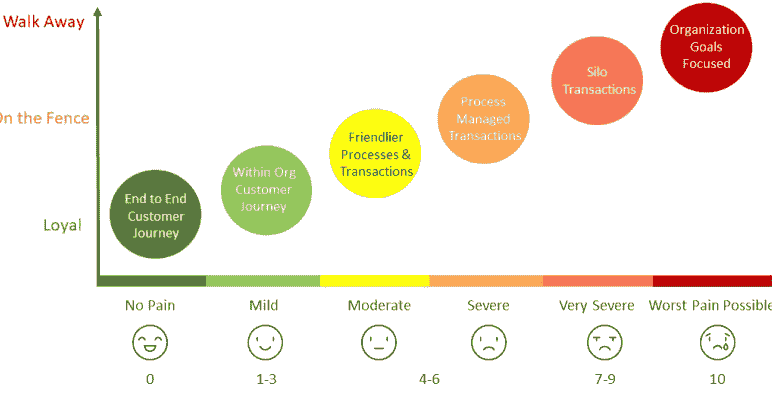 Walk Away
On the Fence
Loyal
End to End
Customer
Journey
Within Org
Customer
Journey
Friendlier
Processes &
Transactions
Process
Managed
Transactions
Silo
Transactions
Organization
Goals
Focused
No Pain
Mild
Moderate
Severe
Very Severe
Worst Pain Possible
0
1-3
4-6
7-9
10